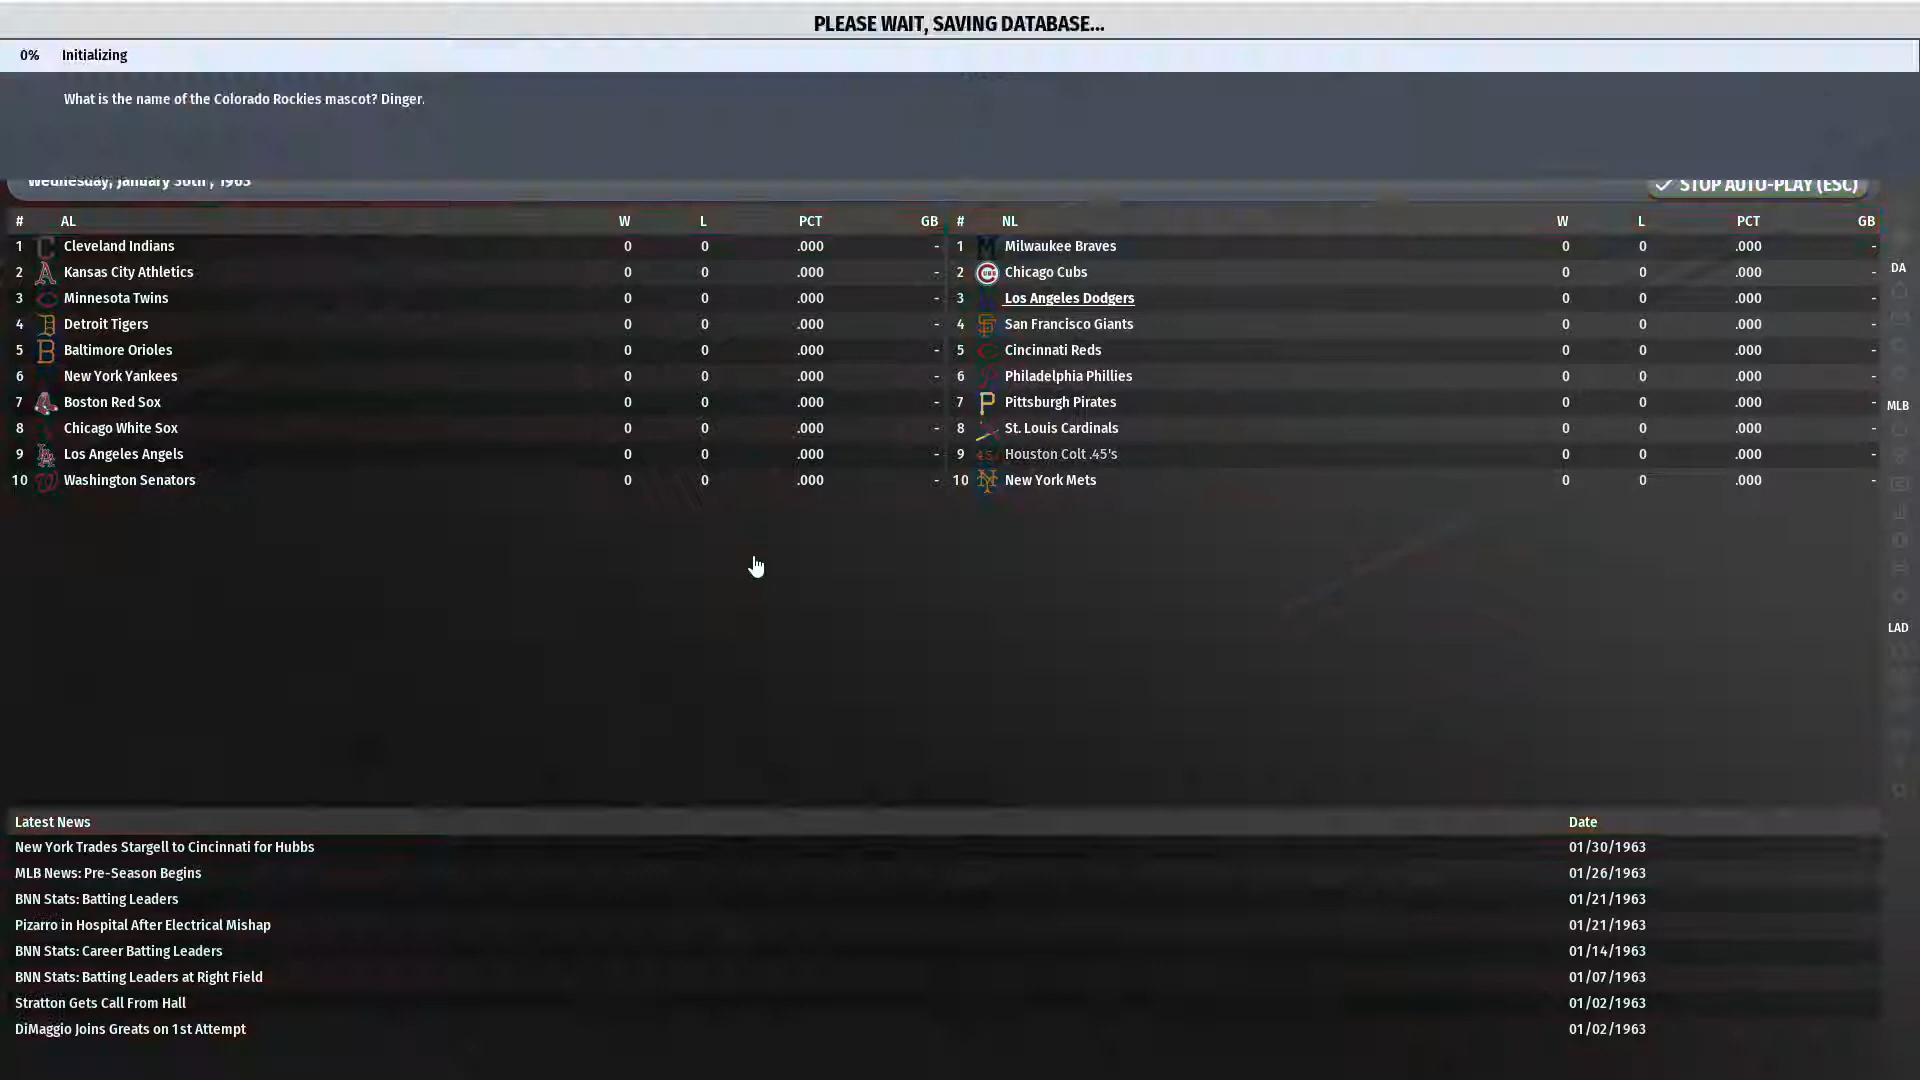 PLEASE WAIT, SAVING DATABASE...
0% Initializing
What is the name of the Colorado Rockies mascot? Dinger.
Wednesday, January 30th, 1963 STOP AUTO-PLAY (ESC)
# AL W L PCT GB # NL W L PCT GB
1 Cleveland Indians 0 0 .000 - 1 Milwaukee Braves 0 0 .000 -
2 Kansas City Athletics 0 0 .000 - 2 Chicago Cubs 0 0 .000 -
DA
3 Minnesota Twins 0 0 .000 - 3 Los Angeles Dodgers 0 0 .000 -
4 Detroit Tigers 0 0 .000 - 4 San Francisco Giants 0 0 .000 -
5 Baltimore Orioles 0 0 .000 - 5 Cincinnati Reds 0 0 .000 -
6 New York Yankees 0 0 .000 - 6 Philadelphia Phillies 0 0 .000 -
7 Boston Red Sox 0 0 .000 - 7 Pittsburgh Pirates 0 0 .000 -
MLB
8 Chicago White Sox 0 0 .000 - 8 St. Louis Cardinals 0 0 .000 -
9 Los Angeles Angels 0 0 .000 - 9 Houston Colt .45's 0 0 .000 -
10 Washington Senators 0 0 .000 - 10 New York Mets 0 0 .000 -
LAD
Latest News Date
New York Trades Stargell to Cincinnati for Hubbs 01/30/1963
MLB News: Pre-Season Begins 01/26/1963
BNN Stats: Batting Leaders 01/21/1963
Pizarro in Hospital After Electrical Mishap 01/21/1963
BNN Stats: Career Batting Leaders 01/14/1963
BNN Stats: Batting Leaders at Right Field 01/07/1963
Stratton Gets Call From Hall 01/02/1963
DiMaggio Joins Greats on 1st Attempt 01/02/1963